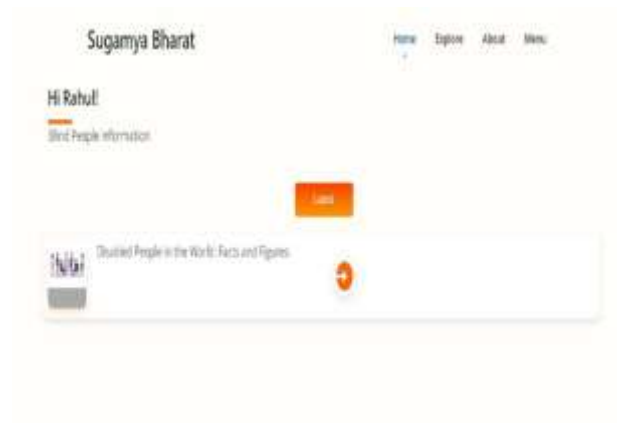 Sugamya Bharat
Home Explore About Menu
Hi Rahul!
Blind People Information
Disabled People in the World: Facts and Figures